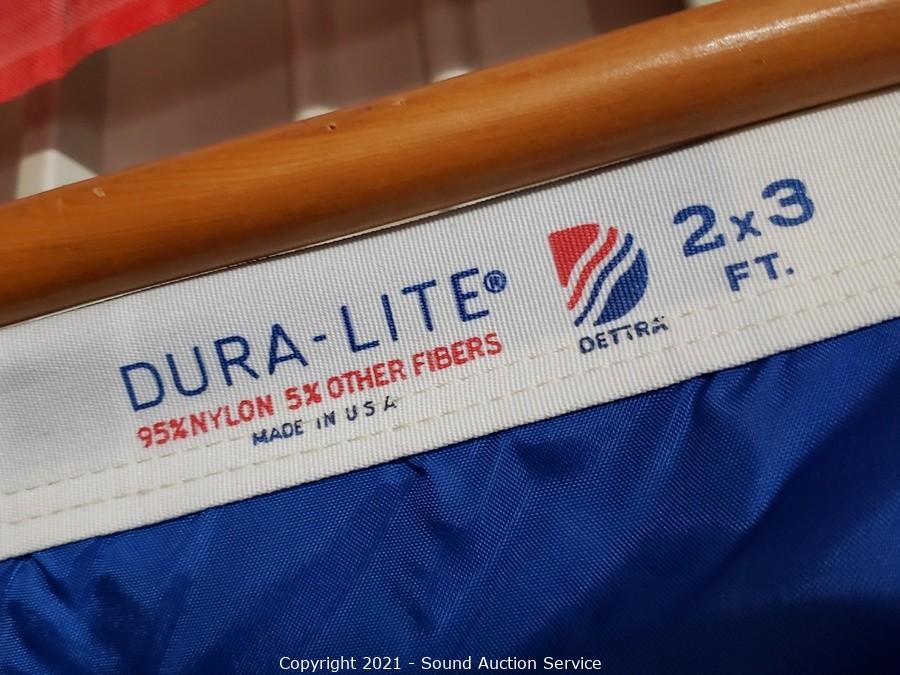 DURA-LITE®
95% NYLON 5% OTHER FIBERS
MADE IN USA
DETTRA
2x3
FT.
Copyright 2021 - Sound Auction Service